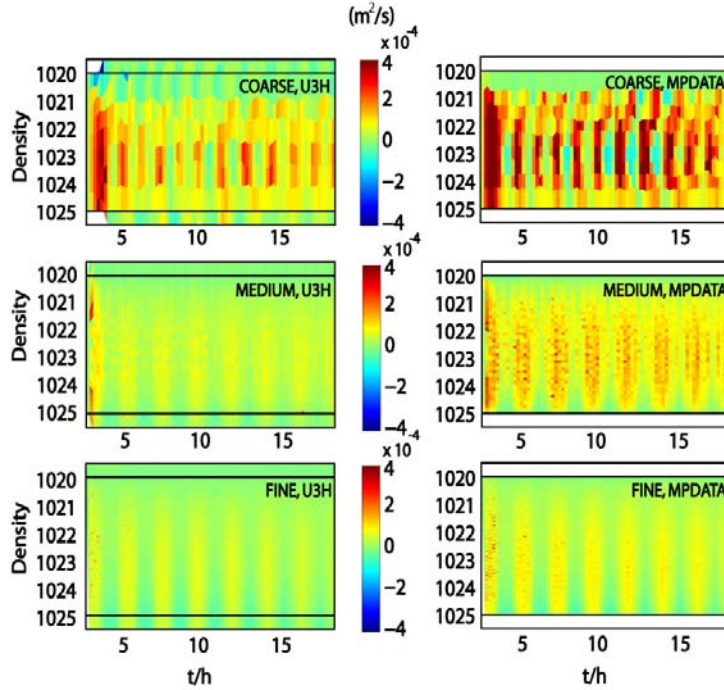 (m²/s)
x 10⁻⁴
4
2
0
−2
−4
Density
1020
1021
1022
1023
1024
1025
COARSE, U3H
5 10 15
1020
1021
1022
1023
1024
1025
COARSE, MPDATA
5 10 15
x 10⁻⁴
4
2
0
−2
−4
Density
1020
1021
1022
1023
1024
1025
MEDIUM, U3H
5 10 15
1020
1021
1022
1023
1024
1025
MEDIUM, MPDATA
5 10 15
x 10⁻⁴
4
2
0
−2
−4
Density
1020
1021
1022
1023
1024
1025
FINE, U3H
5 10 15
t/h
1020
1021
1022
1023
1024
1025
FINE, MPDATA
5 10 15
t/h